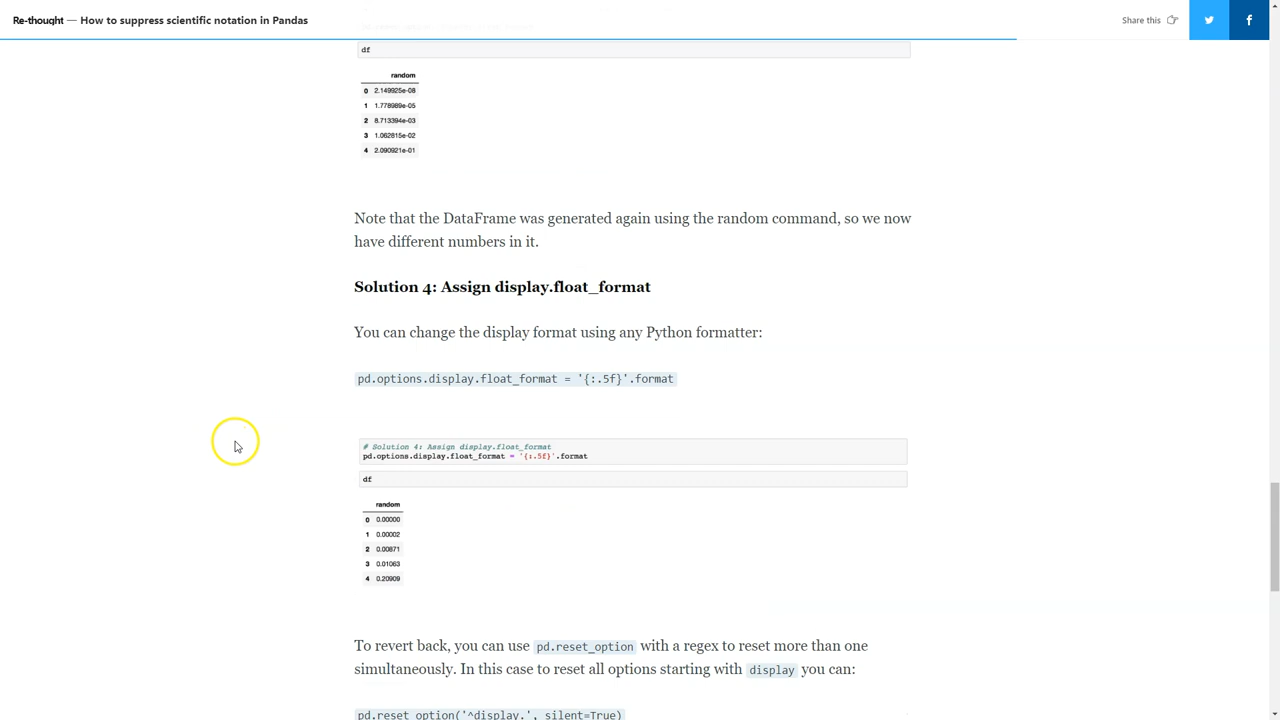 Re-thought — How to suppress scientific notation in Pandas
Share this
df
random
0 2.149925e-08
1 1.778989e-05
2 8.713394e-03
3 1.062815e-02
4 2.090921e-01
Note that the DataFrame was generated again using the random command, so we now
have different numbers in it.
Solution 4: Assign display.float_format
You can change the display format using any Python formatter:
pd.options.display.float_format = '{:.5f}'.format
# Solution 4: Assign display.float_format
pd.options.display.float_format = '{:.5f}'.format
df
random
0 0.00000
1 0.00002
2 0.00871
3 0.01063
4 0.20909
To revert back, you can use pd.reset_option with a regex to reset more than one
simultaneously. In this case to reset all options starting with display you can:
pd.reset_option('^display.', silent=True)